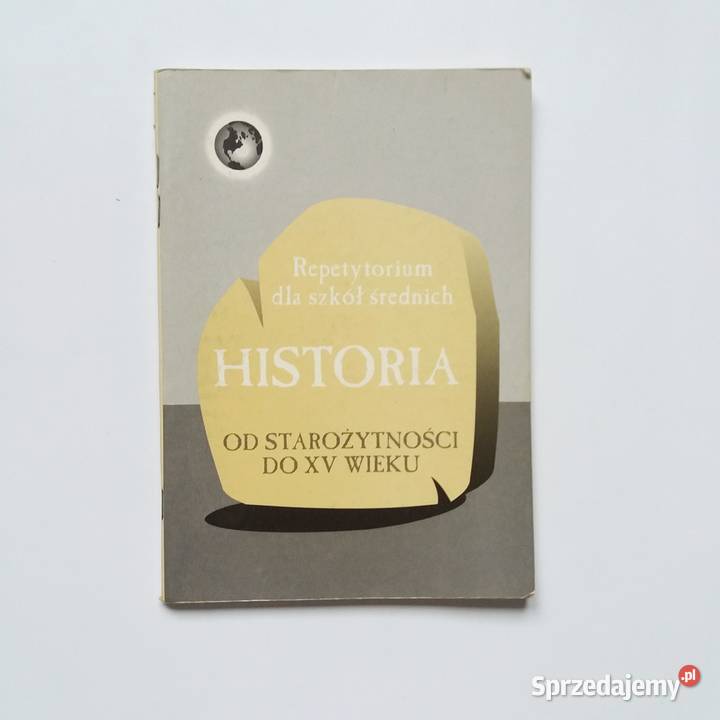 Repetytorium
dla szkół średnich
HISTORIA
OD STAROŻYTNOŚCI
DO XV WIEKU
Sprzedajemy.pl